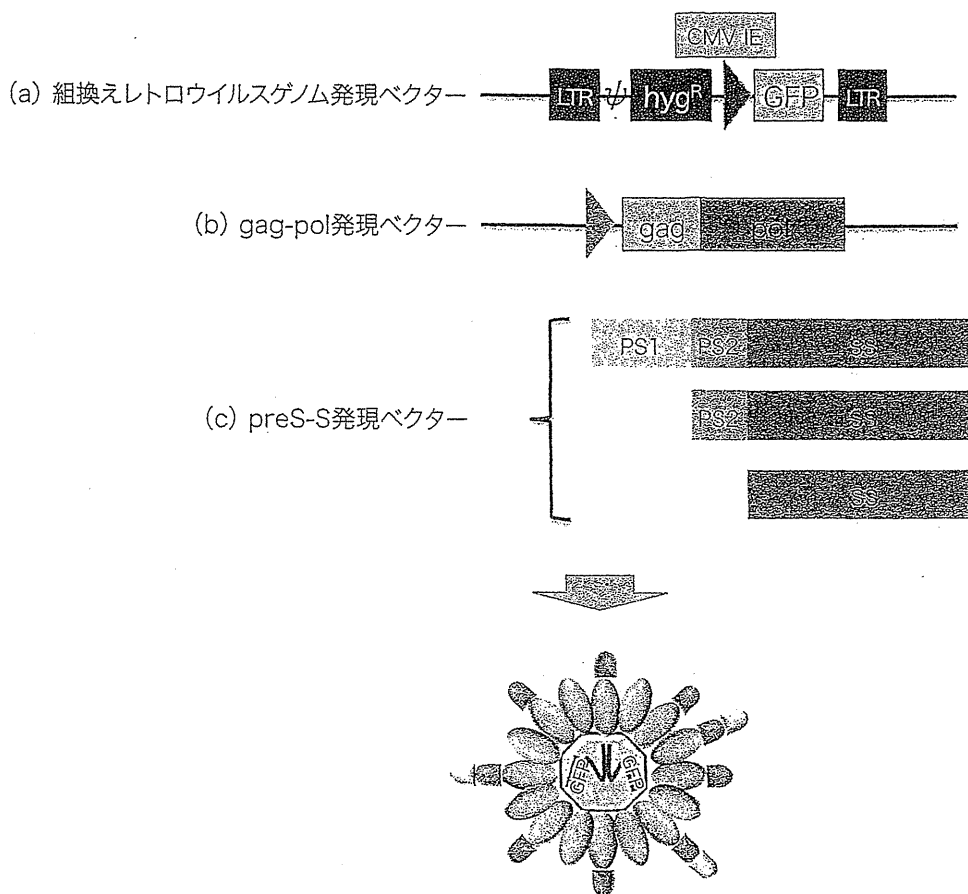 CMV IE
(a) 組換えレトロウイルスゲノム発現ベクター
LTR ψ hygR GFP LTR
(b) gag-pol発現ベクター
gag pol
PS1 PS2 SS
(c) preS-S発現ベクター
PS2 SS
SS
GFP GFP